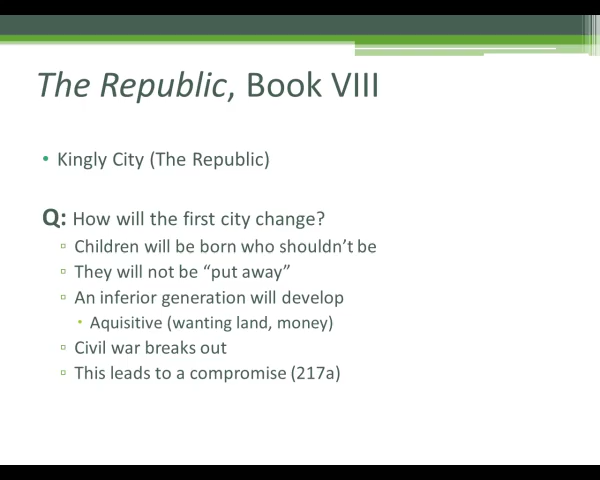 The Republic, Book VIII
• Kingly City (The Republic)
Q: How will the first city change?
▫ Children will be born who shouldn't be
▫ They will not be “put away”
▫ An inferior generation will develop
• Aquisitive (wanting land, money)
▫ Civil war breaks out
▫ This leads to a compromise (217a)